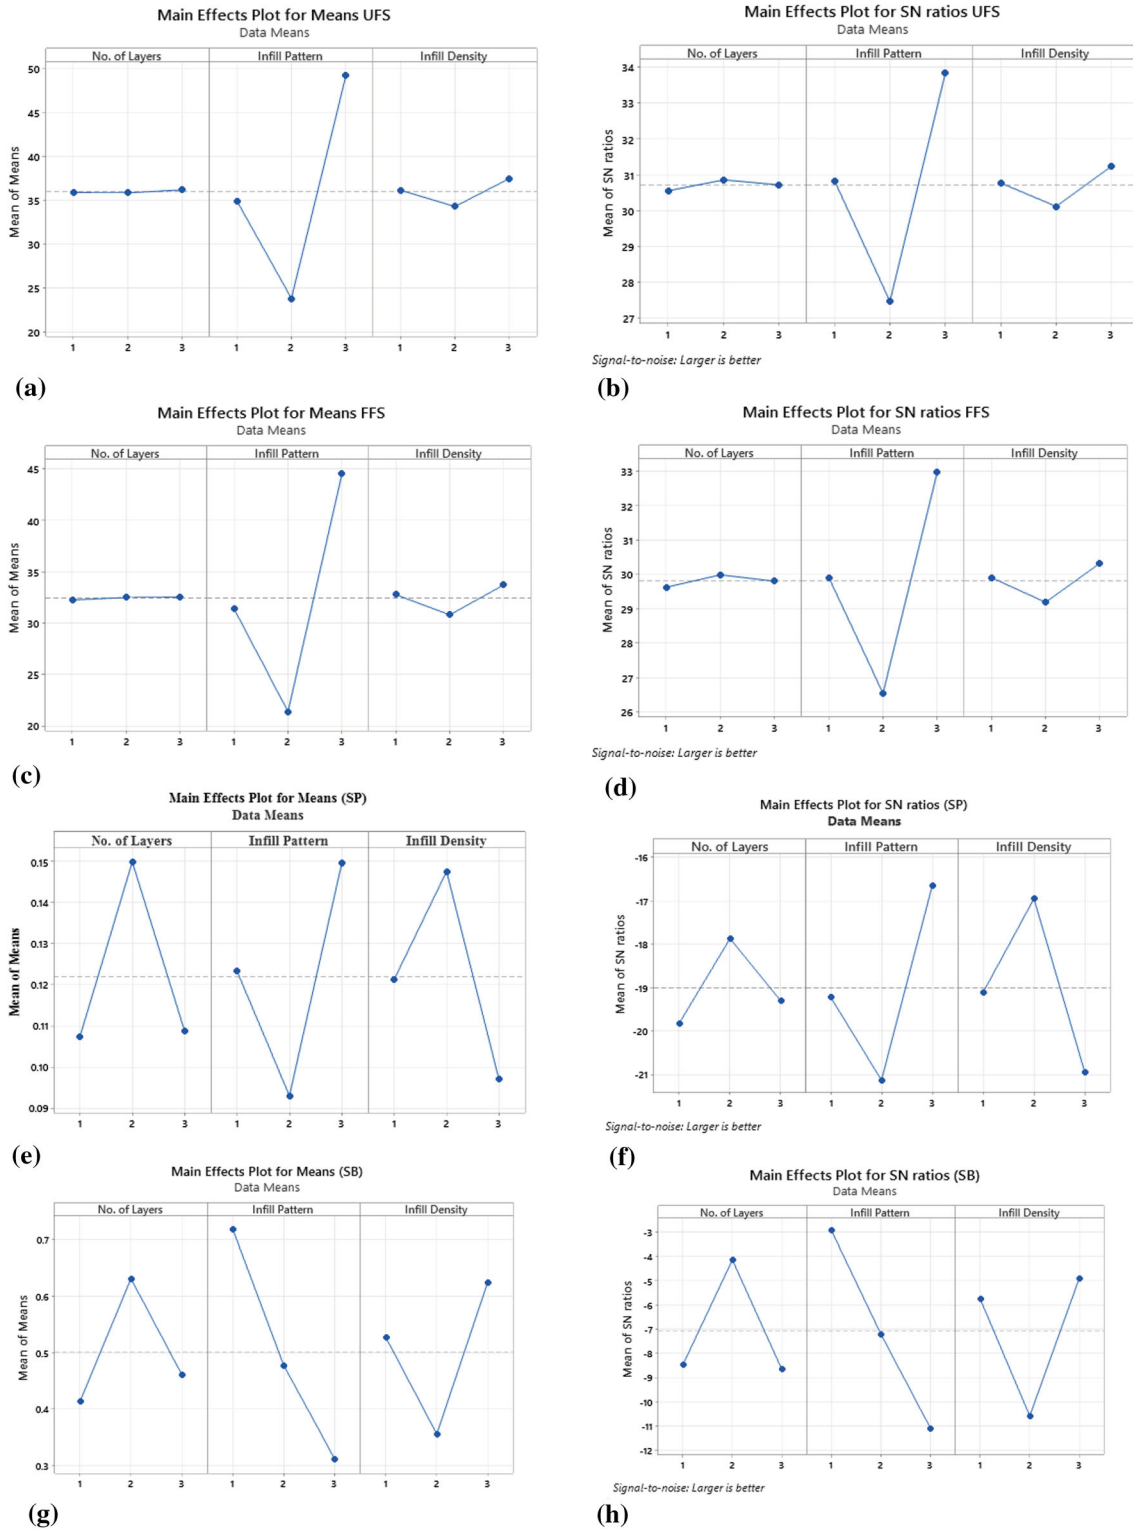 Main Effects Plot for Means UFS
Data Means
No. of Layers Infill Pattern Infill Density
Mean of Means
50
45
40
35
30
25
20
1 2 3 1 2 3 1 2 3
(a)
Main Effects Plot for SN ratios UFS
Data Means
No. of Layers Infill Pattern Infill Density
Mean of SN ratios
34
33
32
31
30
29
28
27
1 2 3 1 2 3 1 2 3
Signal-to-noise: Larger is better
(b)
Main Effects Plot for Means FFS
Data Means
No. of Layers Infill Pattern Infill Density
Mean of Means
45
40
35
30
25
20
1 2 3 1 2 3 1 2 3
(c)
Main Effects Plot for SN ratios FFS
Data Means
No. of Layers Infill Pattern Infill Density
Mean of SN ratios
33
32
31
30
29
28
27
26
1 2 3 1 2 3 1 2 3
Signal-to-noise: Larger is better
(d)
Main Effects Plot for Means (SP)
Data Means
No. of Layers Infill Pattern Infill Density
Mean of Means
0.15
0.14
0.13
0.12
0.11
0.10
0.09
1 2 3 1 2 3 1 2 3
(e)
Main Effects Plot for SN ratios (SP)
Data Means
No. of Layers Infill Pattern Infill Density
Mean of SN ratios
-16
-17
-18
-19
-20
-21
1 2 3 1 2 3 1 2 3
Signal-to-noise: Larger is better
(f)
Main Effects Plot for Means (SB)
Data Means
No. of Layers Infill Pattern Infill Density
Mean of Means
0.7
0.6
0.5
0.4
0.3
1 2 3 1 2 3 1 2 3
(g)
Main Effects Plot for SN ratios (SB)
Data Means
No. of Layers Infill Pattern Infill Density
Mean of SN ratios
-3
-4
-5
-6
-7
-8
-9
-10
-11
-12
1 2 3 1 2 3 1 2 3
Signal-to-noise: Larger is better
(h)